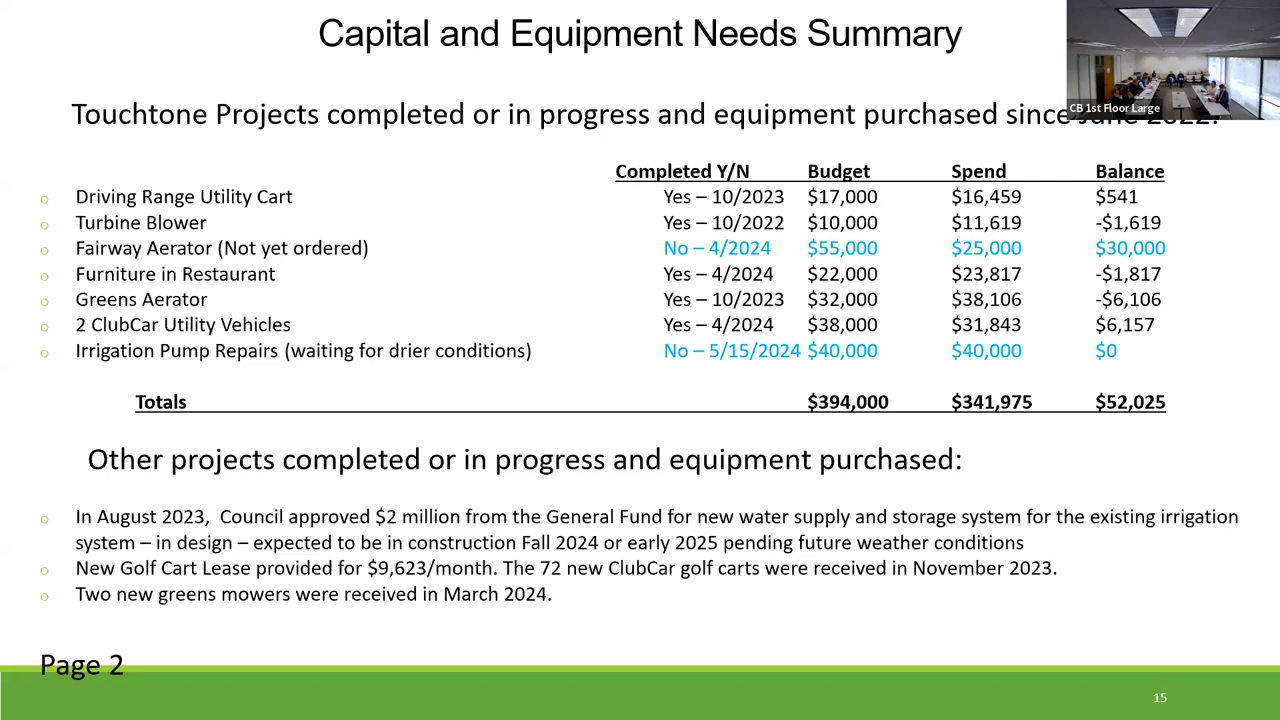 Capital and Equipment Needs Summary
CB 1st Floor Large
Touchtone Projects completed or in progress and equipment purchased since June 2022:
Completed Y/N Budget Spend Balance
o Driving Range Utility Cart Yes – 10/2023 $17,000 $16,459 $541
o Turbine Blower Yes – 10/2022 $10,000 $11,619 -$1,619
o Fairway Aerator (Not yet ordered) No – 4/2024 $55,000 $25,000 $30,000
o Furniture in Restaurant Yes – 4/2024 $22,000 $23,817 -$1,817
o Greens Aerator Yes – 10/2023 $32,000 $38,106 -$6,106
o 2 ClubCar Utility Vehicles Yes – 4/2024 $38,000 $31,843 $6,157
o Irrigation Pump Repairs (waiting for drier conditions) No – 5/15/2024 $40,000 $40,000 $0
Totals $394,000 $341,975 $52,025
Other projects completed or in progress and equipment purchased:
o In August 2023, Council approved $2 million from the General Fund for new water supply and storage system for the existing irrigation
system – in design – expected to be in construction Fall 2024 or early 2025 pending future weather conditions
o New Golf Cart Lease provided for $9,623/month. The 72 new ClubCar golf carts were received in November 2023.
o Two new greens mowers were received in March 2024.
Page 2
15